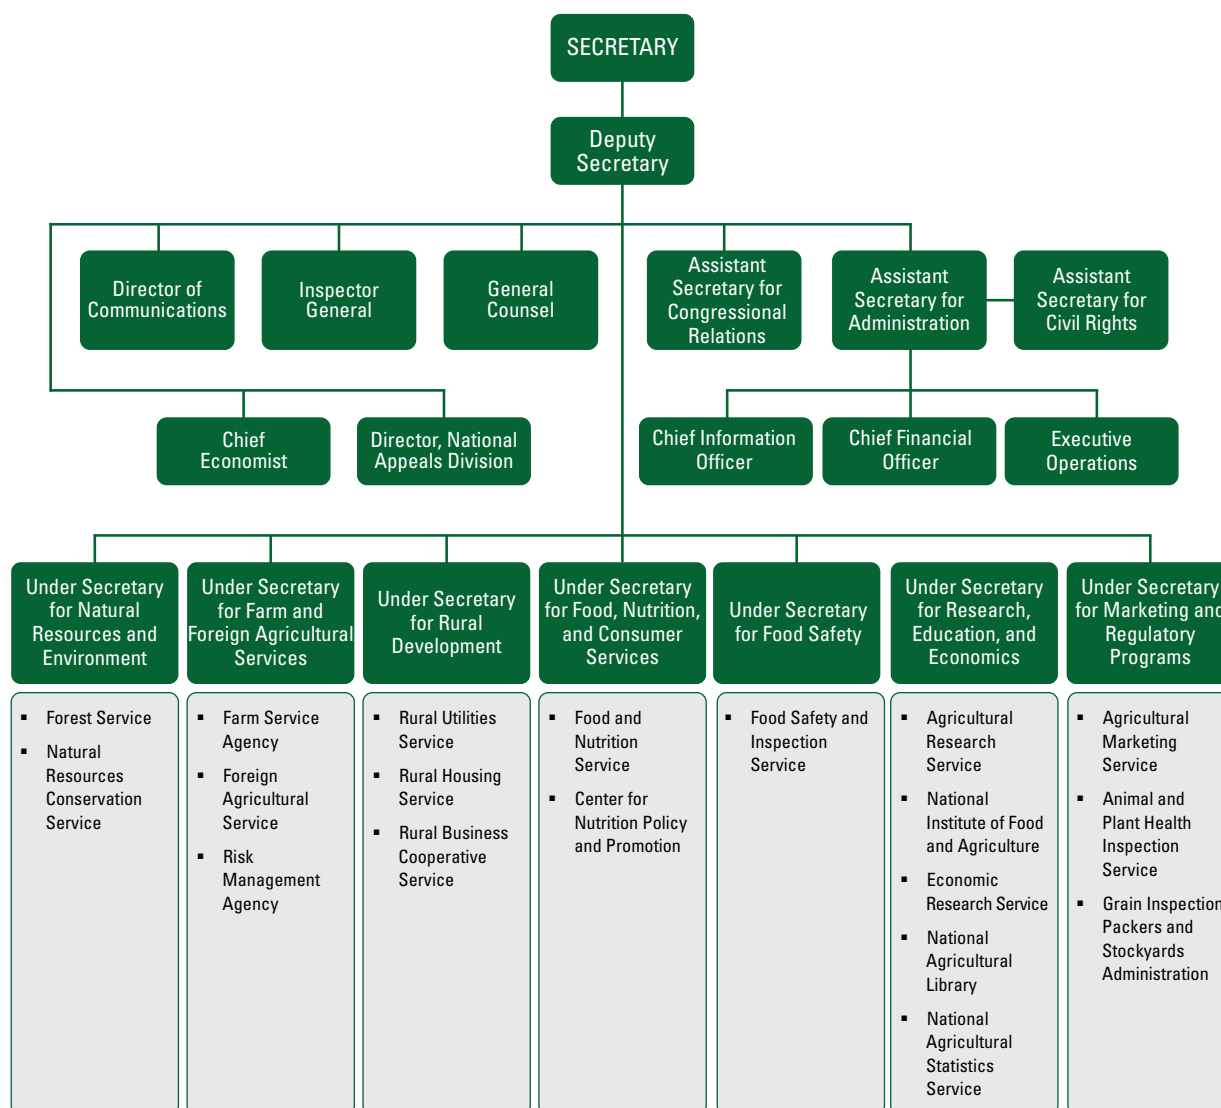 SECRETARY
Deputy
Secretary
Director of
Communications
Inspector
General
General
Counsel
Assistant
Secretary for
Congressional
Relations
Assistant
Secretary for
Administration
Assistant
Secretary for
Civil Rights
Chief
Economist
Director, National
Appeals Division
Chief Information
Officer
Chief Financial
Officer
Executive
Operations
Under Secretary
for Natural
Resources and
Environment
▪ Forest Service
▪ Natural
Resources
Conservation
Service
Under Secretary
for Farm and
Foreign Agricultural
Services
▪ Farm Service
Agency
▪ Foreign
Agricultural
Service
▪ Risk
Management
Agency
Under Secretary
for Rural
Development
▪ Rural Utilities
Service
▪ Rural Housing
Service
▪ Rural Business
Cooperative
Service
Under Secretary
for Food, Nutrition,
and Consumer
Services
▪ Food and
Nutrition
Service
▪ Center for
Nutrition Policy
and Promotion
Under Secretary
for Food Safety
▪ Food Safety and
Inspection
Service
Under Secretary
for Research,
Education, and
Economics
▪ Agricultural
Research
Service
▪ National
Institute of Food
and Agriculture
▪ Economic
Research Service
▪ National
Agricultural
Library
▪ National
Agricultural
Statistics
Service
Under Secretary
for Marketing and
Regulatory
Programs
▪ Agricultural
Marketing
Service
▪ Animal and
Plant Health
Inspection
Service
▪ Grain Inspection
Packers and
Stockyards
Administration